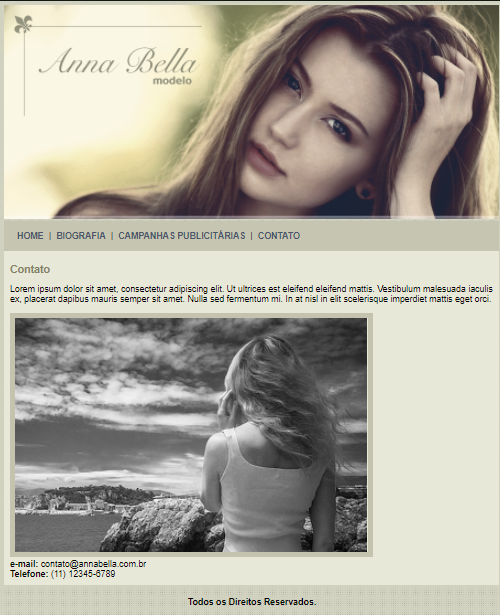 Anna Bella
modelo
HOME | BIOGRAFIA | CAMPANHAS PUBLICITÁRIAS | CONTATO
Contato
Lorem ipsum dolor sit amet, consectetur adipiscing elit. Ut ultrices est eleifend eleifend mattis. Vestibulum malesuada iaculis
ex, placerat dapibus mauris semper sit amet. Nulla sed fermentum mi. In at nisl in elit scelerisque imperdiet mattis eget orci.
e-mail: contato@annabella.com.br
Telefone: (11) 12345-6789
Todos os Direitos Reservados.